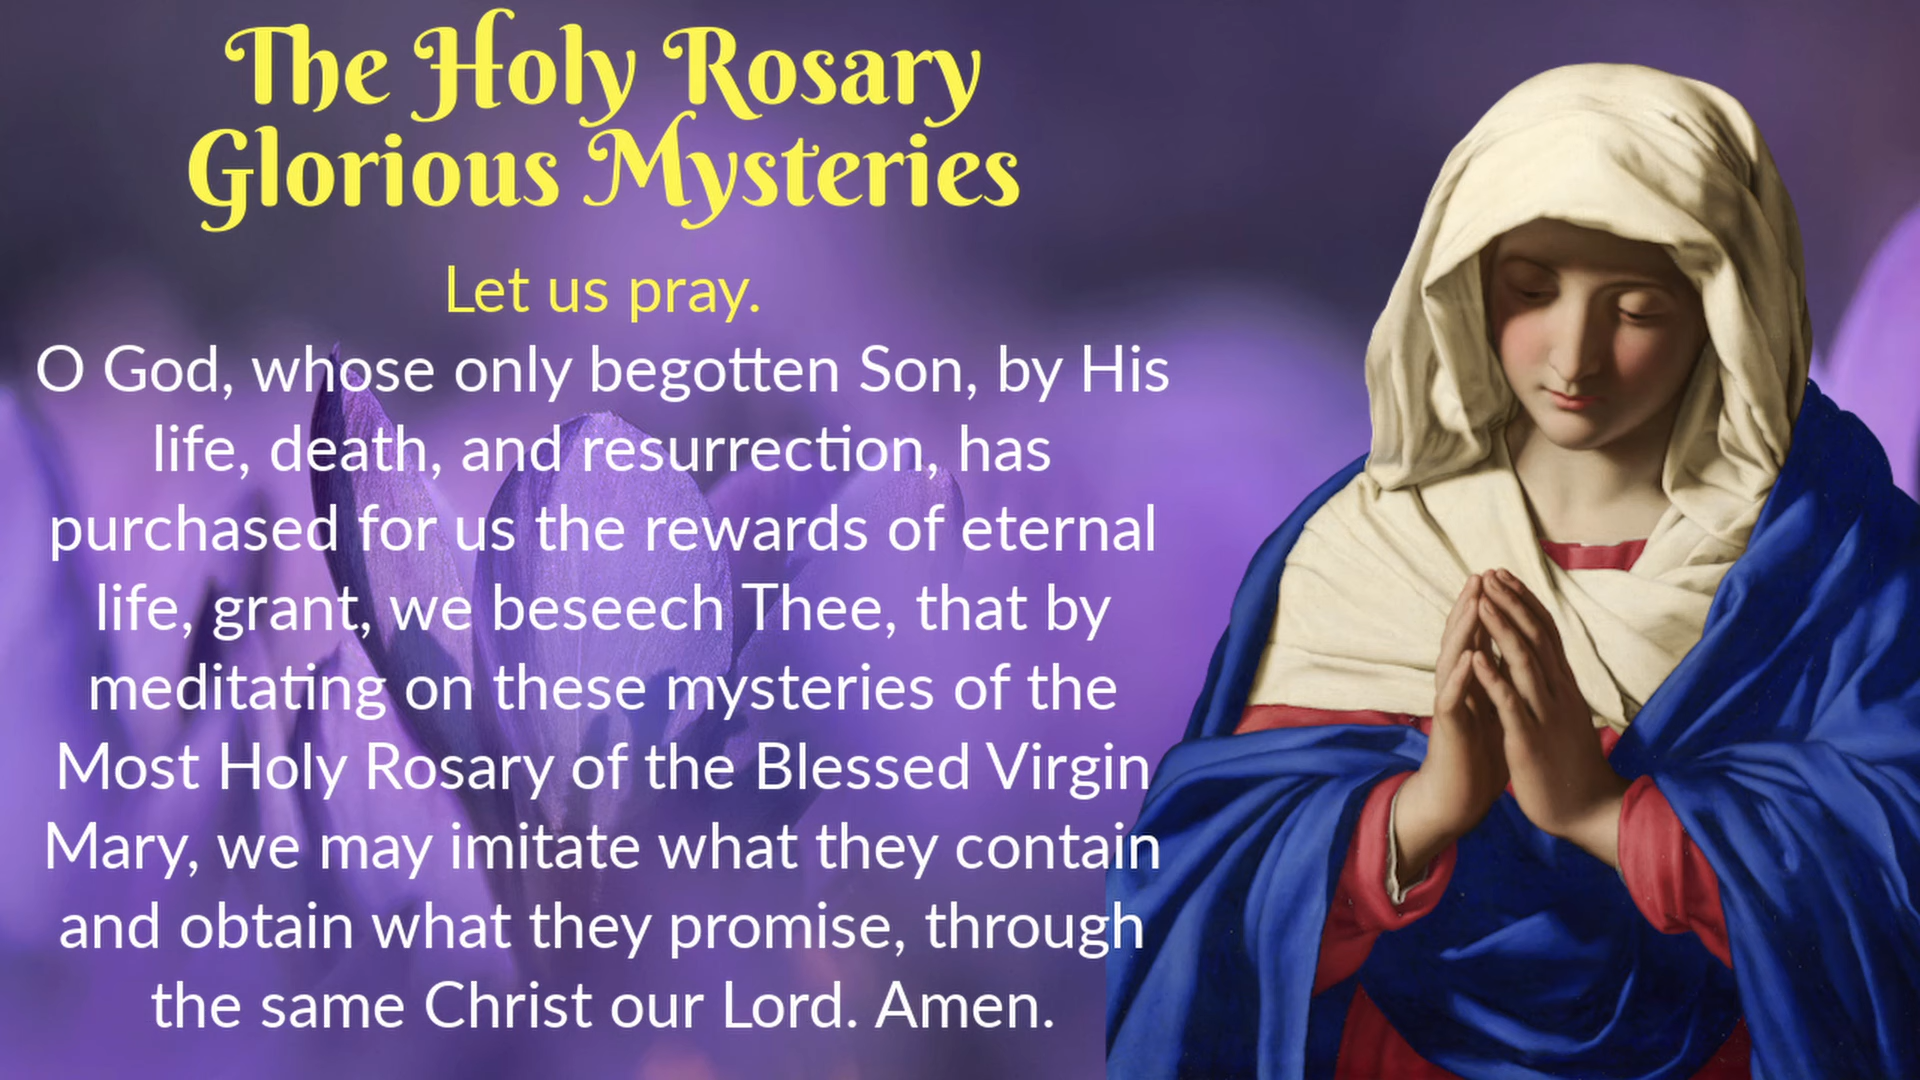 The Holy Rosary
Glorious Mysteries
Let us pray.
O God, whose only begotten Son, by His
life, death, and resurrection, has
purchased for us the rewards of eternal
life, grant, we beseech Thee, that by
meditating on these mysteries of the
Most Holy Rosary of the Blessed Virgin
Mary, we may imitate what they contain
and obtain what they promise, through
the same Christ our Lord. Amen.